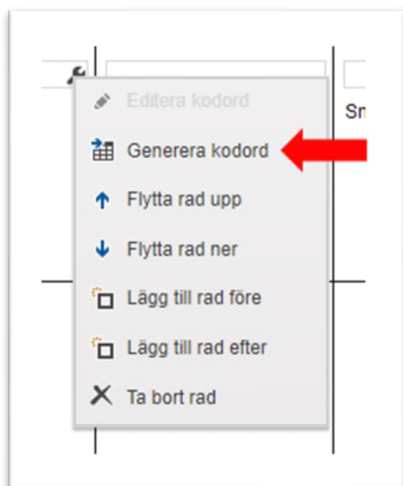 Editera kodord
Sn
Generera kodord
Flytta rad upp
Flytta rad ner
Lägg till rad före
Lägg till rad efter
Ta bort rad